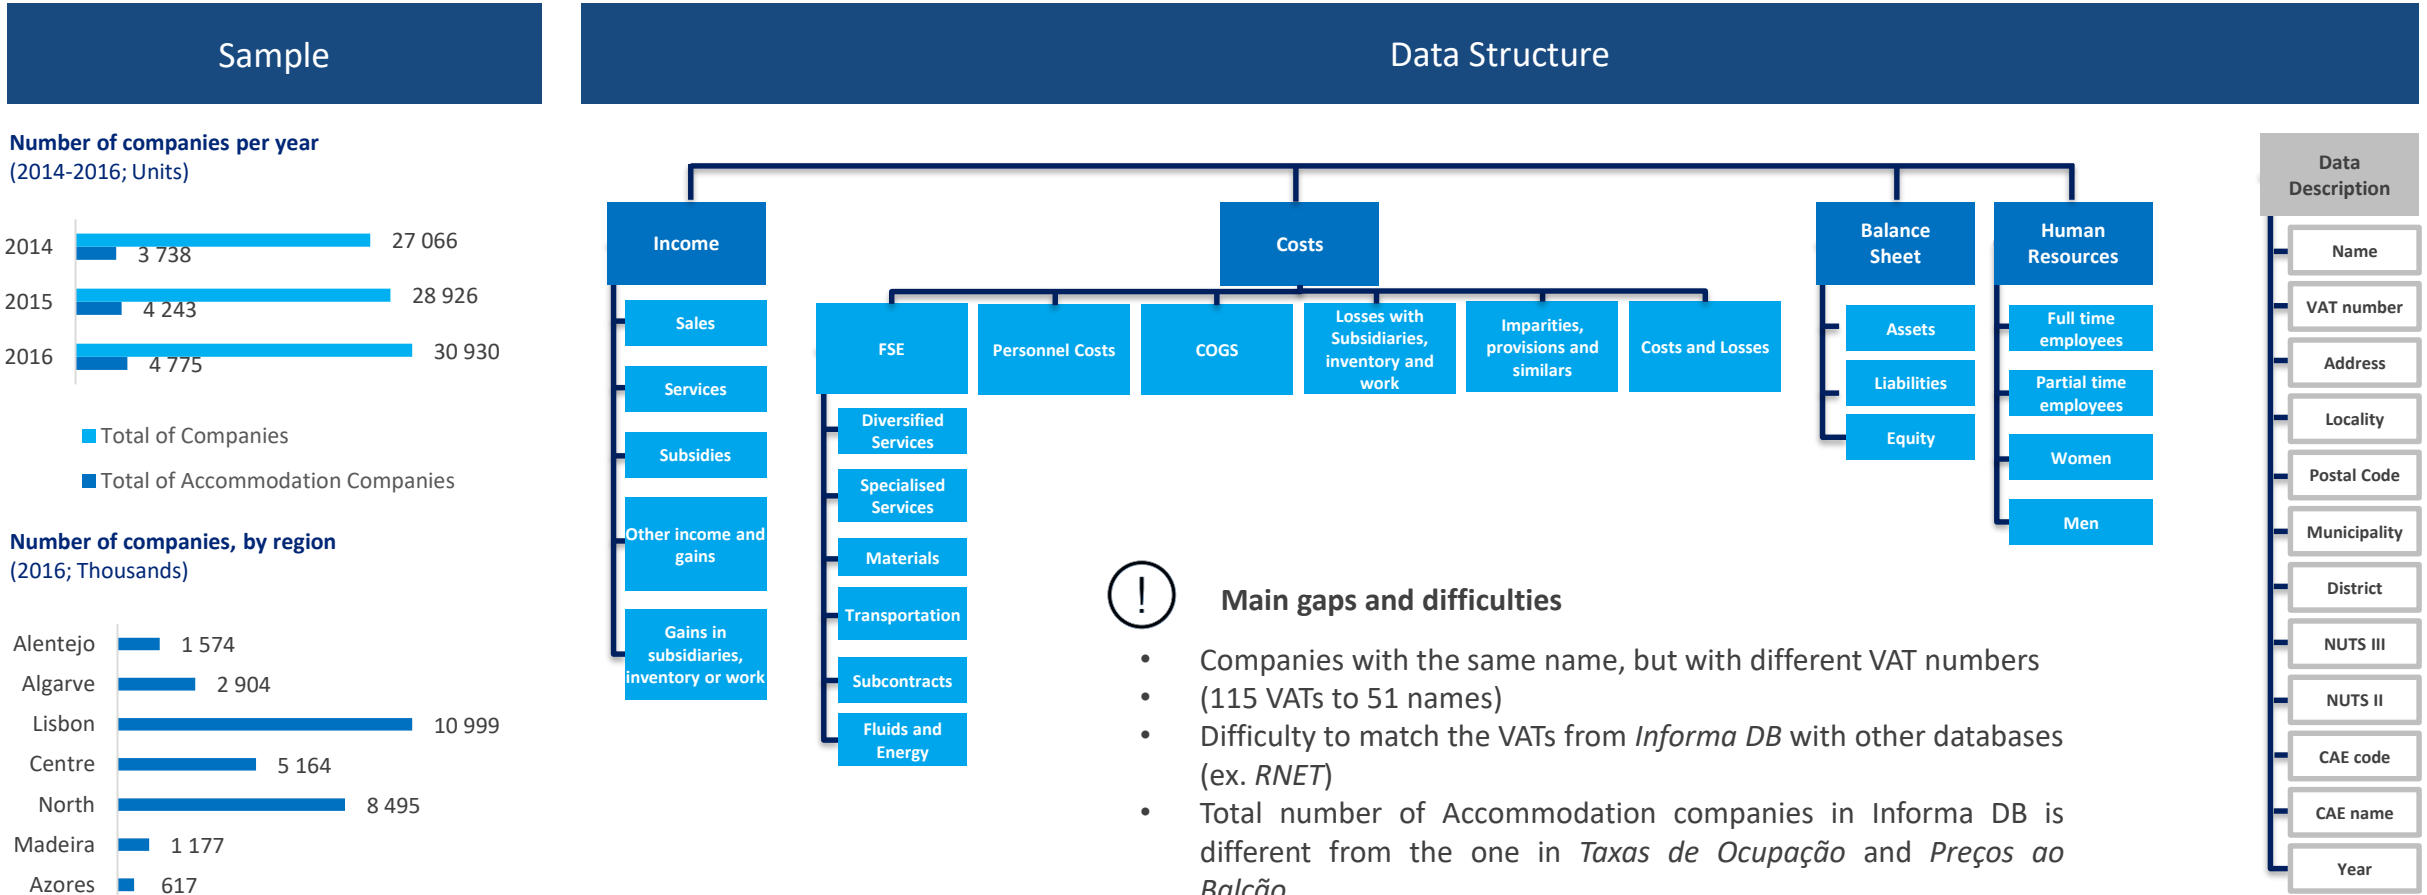 Sample
Data Structure
Number of companies per year
(2014-2016; Units)
2014
27 066
3 738
2015
28 926
4 243
2016
30 930
4 775
Total of Companies
Total of Accommodation Companies
Number of companies, by region
(2016; Thousands)
Alentejo
1 574
Algarve
2 904
Lisbon
10 999
Centre
5 164
North
8 495
Madeira
1 177
Azores
617
Income
Sales
Services
Subsidies
Other income and
gains
Gains in
subsidiaries,
inventory or work
Costs
FSE
Personnel Costs
COGS
Losses with
Subsidiaries,
inventory and
work
Imparities,
provisions and
similars
Costs and Losses
Diversified
Services
Specialised
Services
Materials
Transportation
Subcontracts
Fluids and
Energy
Balance
Sheet
Assets
Liabilities
Equity
Human
Resources
Full time
employees
Partial time
employees
Women
Men
Data
Description
Name
VAT number
Address
Locality
Postal Code
Municipality
District
NUTS III
NUTS II
CAE code
CAE name
Year
!
Main gaps and difficulties
• Companies with the same name, but with different VAT numbers
• (115 VATs to 51 names)
• Difficulty to match the VATs from Informa DB with other databases
(ex. RNET)
• Total number of Accommodation companies in Informa DB is
different from the one in Taxas de Ocupação and Preços ao
Balcão